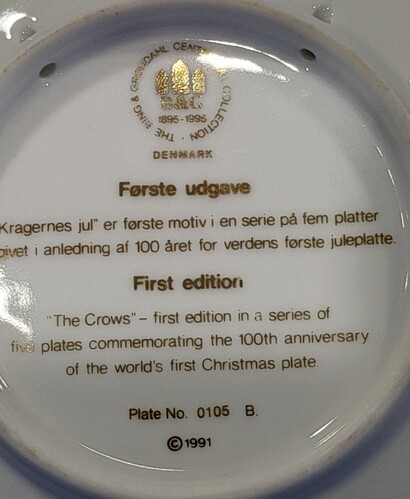 THE BING & GRØNDAHL CENTENNIAL COLLECTION
B&G
1895-1995
DENMARK
Første udgave
Kragernes jul" er første motiv i en serie på fem platter
givet i anledning af 100 året for verdens første juleplatte.
First edition
"The Crows" – first edition in a series of
five plates commemorating the 100th anniversary
of the world's first Christmas plate.
Plate No. 0105 B.
©1991